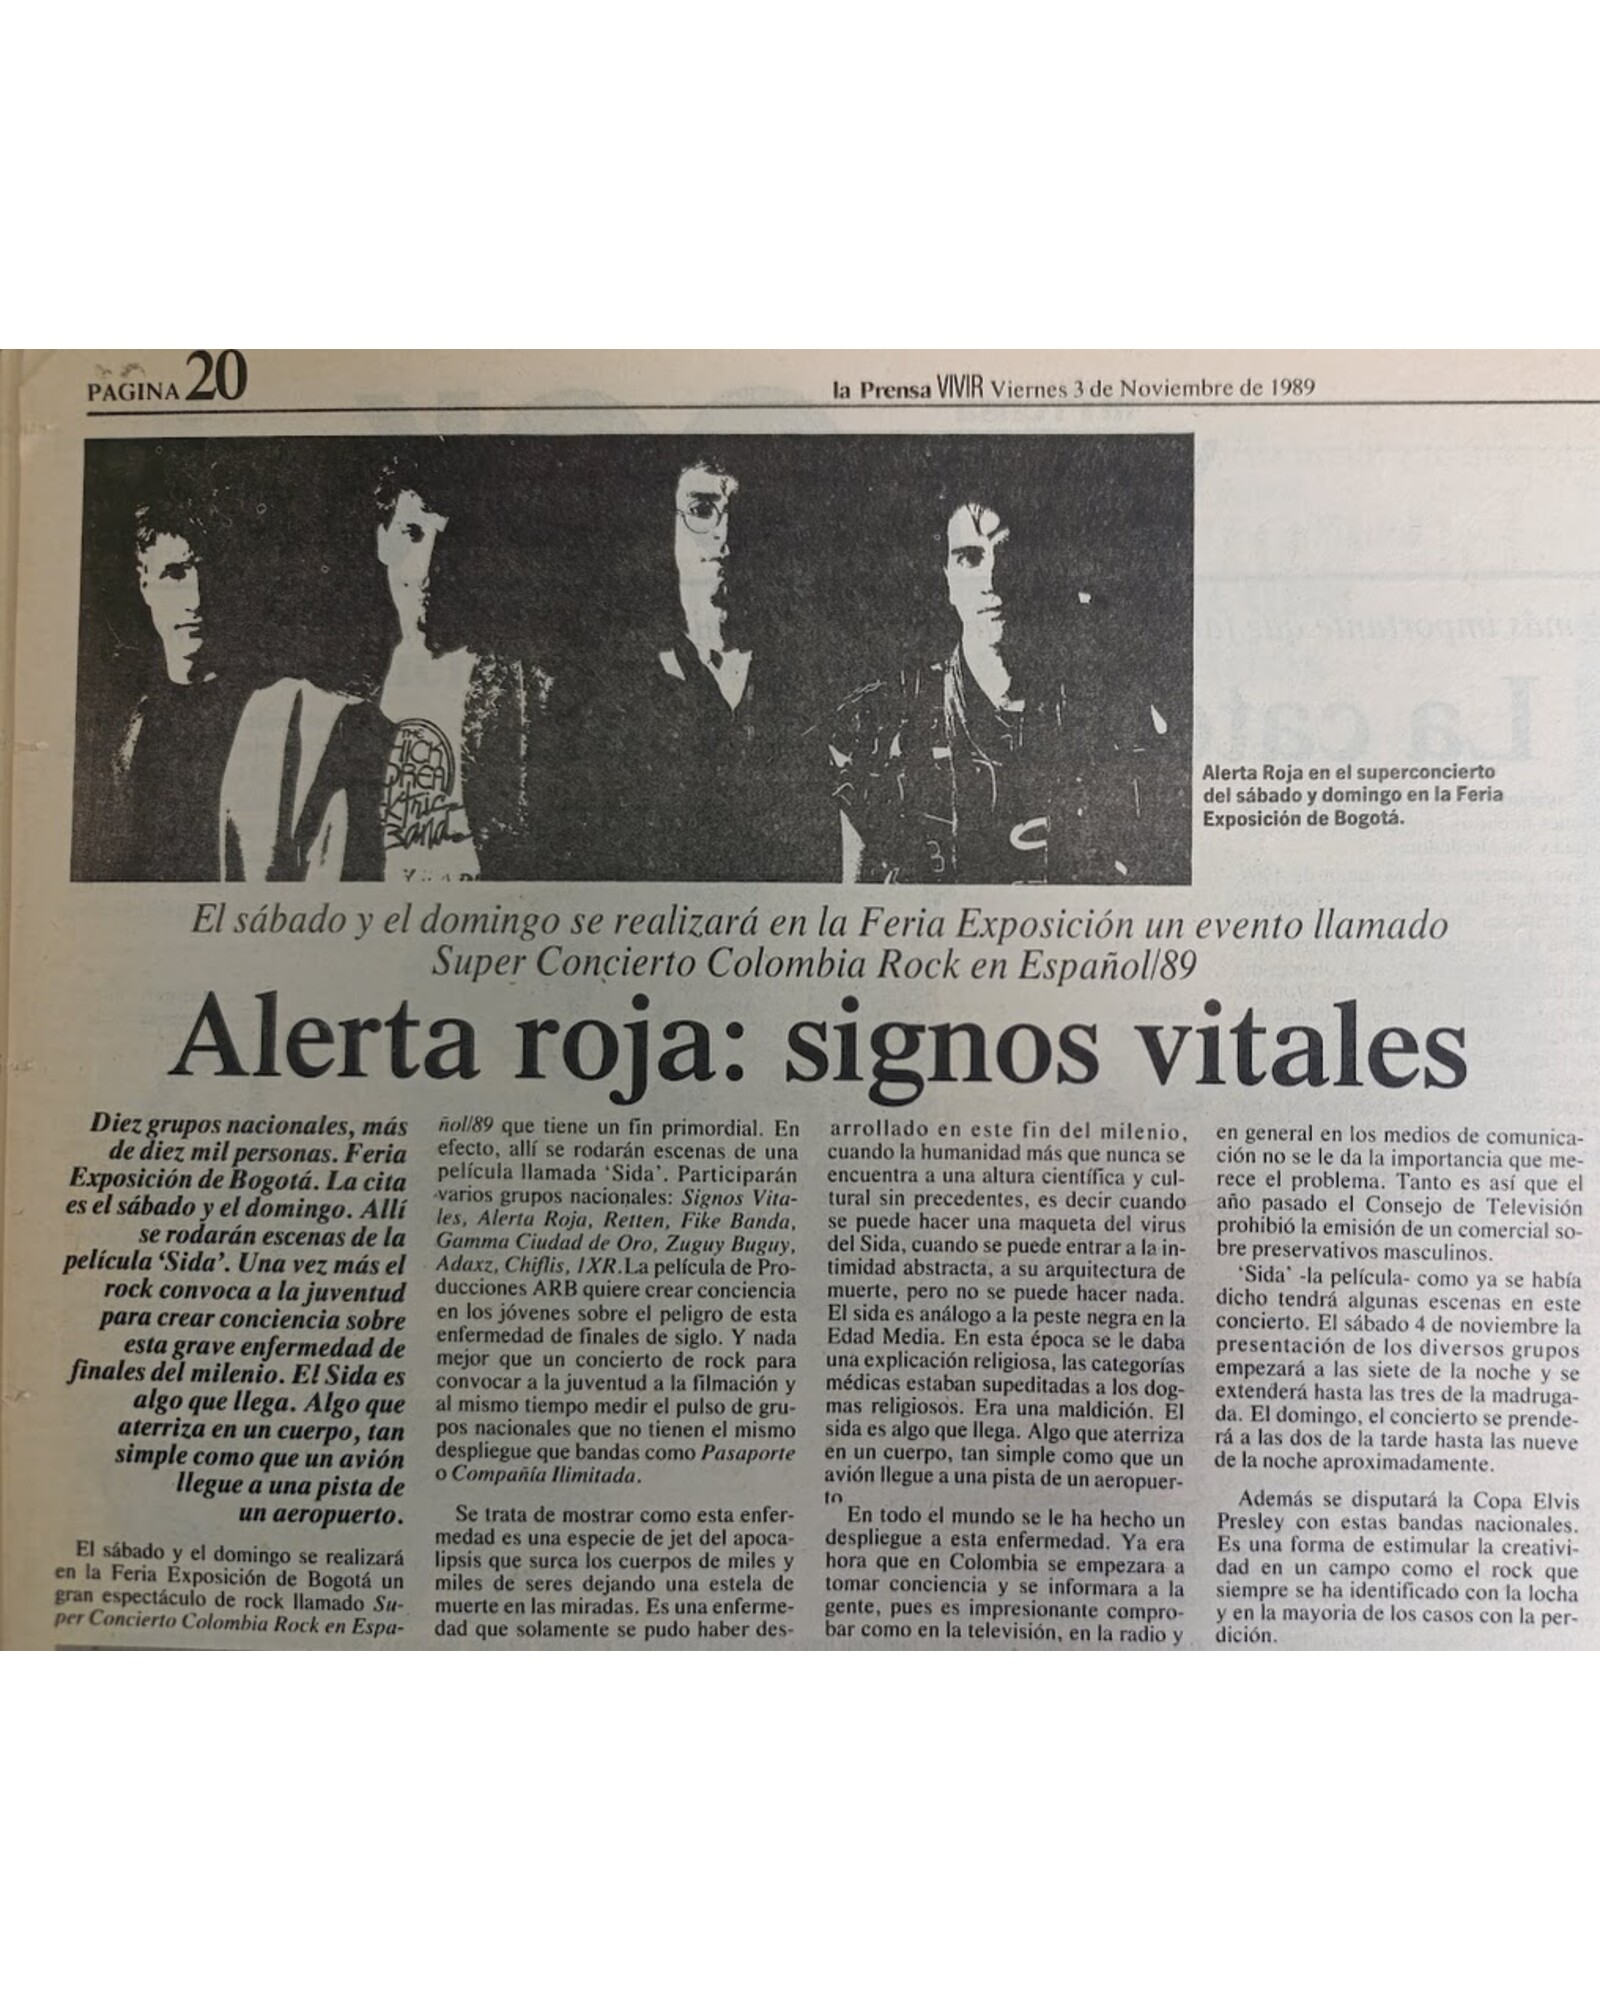 PAGINA 20
la Prensa VIVIR Viernes 3 de Noviembre de 1989
THE
CHICK
COREA
Band
Alerta Roja en el superconcierto
del sábado y domingo en la Feria
Exposición de Bogotá.
El sábado y el domingo se realizará en la Feria Exposición un evento llamado
Super Concierto Colombia Rock en Español/89
Alerta roja: signos vitales
Diez grupos nacionales, más
de diez mil personas. Feria
Exposición de Bogotá. La cita
es el sábado y el domingo. Allí
se rodarán escenas de la
película ‘Sida’. Una vez más el
rock convoca a la juventud
para crear conciencia sobre
esta grave enfermedad de
finales del milenio. El Sida es
algo que llega. Algo que
aterriza en un cuerpo, tan
simple como que un avión
llegue a una pista de
un aeropuerto.
El sábado y el domingo se realizará
en la Feria Exposición de Bogotá un
gran espectáculo de rock llamado Su-
per Concierto Colombia Rock en Espa-
ñol/89 que tiene un fin primordial. En
efecto, allí se rodarán escenas de una
película llamada ‘Sida’. Participarán
varios grupos nacionales: Signos Vita-
les, Alerta Roja, Retten, Fike Banda,
Gamma Ciudad de Oro, Zuguy Buguy,
Adaxz, Chiflis, IXR.La película de Pro-
ducciones ARB quiere crear conciencia
en los jóvenes sobre el peligro de esta
enfermedad de finales de siglo. Y nada
mejor que un concierto de rock para
convocar a la juventud a la filmación y
al mismo tiempo medir el pulso de gru-
pos nacionales que no tienen el mismo
despliegue que bandas como Pasaporte
o Compañía Ilimitada.
Se trata de mostrar como esta enfer-
medad es una especie de jet del apoca-
lipsis que surca los cuerpos de miles y
miles de seres dejando una estela de
muerte en las miradas. Es una enferme-
dad que solamente se pudo haber des-
arrollado en este fin del milenio,
cuando la humanidad más que nunca se
encuentra a una altura científica y cul-
tural sin precedentes, es decir cuando
se puede hacer una maqueta del virus
del Sida, cuando se puede entrar a la in-
timidad abstracta, a su arquitectura de
muerte, pero no se puede hacer nada.
El sida es análogo a la peste negra en la
Edad Media. En esta época se le daba
una explicación religiosa, las categorías
médicas estaban supeditadas a los dog-
mas religiosos. Era una maldición. El
sida es algo que llega. Algo que aterriza
en un cuerpo, tan simple como que un
avión llegue a una pista de un aeropuer-
to
En todo el mundo se le ha hecho un
despliegue a esta enfermedad. Ya era
hora que en Colombia se empezara a
tomar conciencia y se informara a la
gente, pues es impresionante compro-
bar como en la televisión, en la radio y
en general en los medios de comunica-
ción no se le da la importancia que me-
rece el problema. Tanto es así que el
año pasado el Consejo de Televisión
prohibió la emisión de un comercial so-
bre preservativos masculinos.
‘Sida’ -la película- como ya se había
dicho tendrá algunas escenas en este
concierto. El sábado 4 de noviembre la
presentación de los diversos grupos
empezará a las siete de la noche y se
extenderá hasta las tres de la madruga-
da. El domingo, el concierto se prende-
rá a las dos de la tarde hasta las nueve
de la noche aproximadamente.
Además se disputará la Copa Elvis
Presley con estas bandas nacionales.
Es una forma de estimular la creativi-
dad en un campo como el rock que
siempre se ha identificado con la locha
y en la mayoria de los casos con la per-
dición.